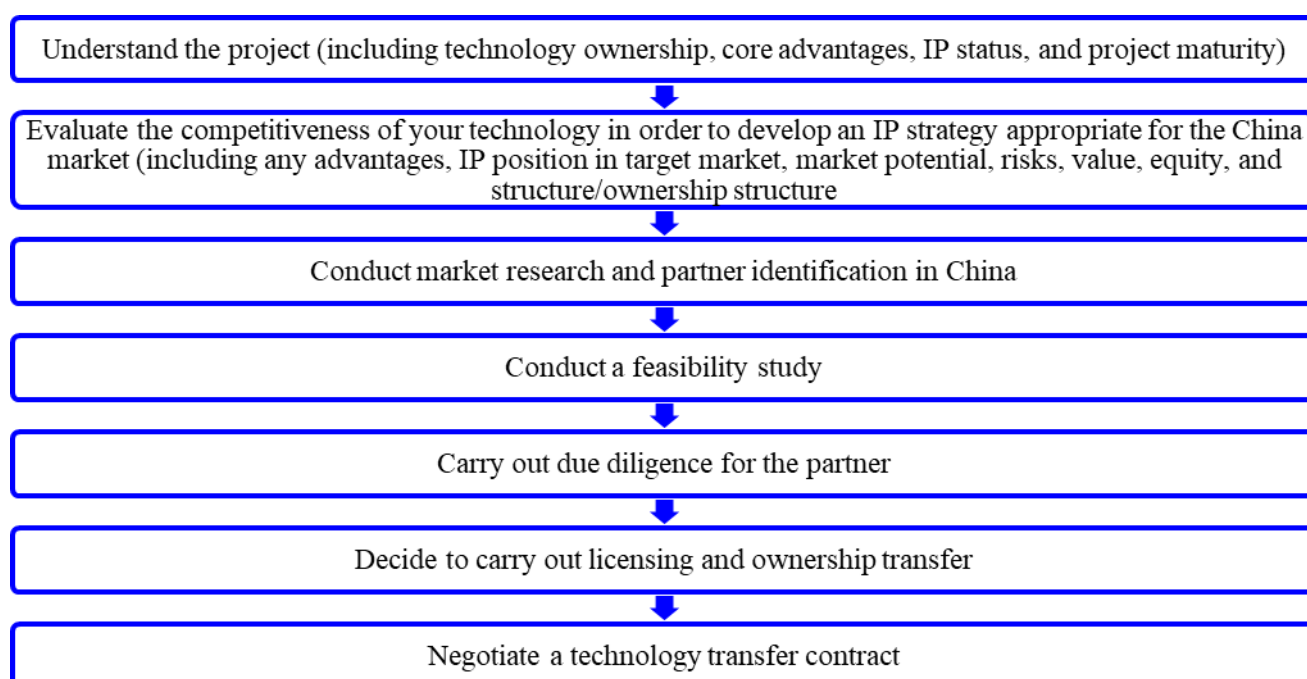 Understand the project (including technology ownership, core advantages, IP status, and project maturity)
Evaluate the competitiveness of your technology in order to develop an IP strategy appropriate for the China
market (including any advantages, IP position in target market, market potential, risks, value, equity, and
structure/ownership structure
Conduct market research and partner identification in China
Conduct a feasibility study
Carry out due diligence for the partner
Decide to carry out licensing and ownership transfer
Negotiate a technology transfer contract